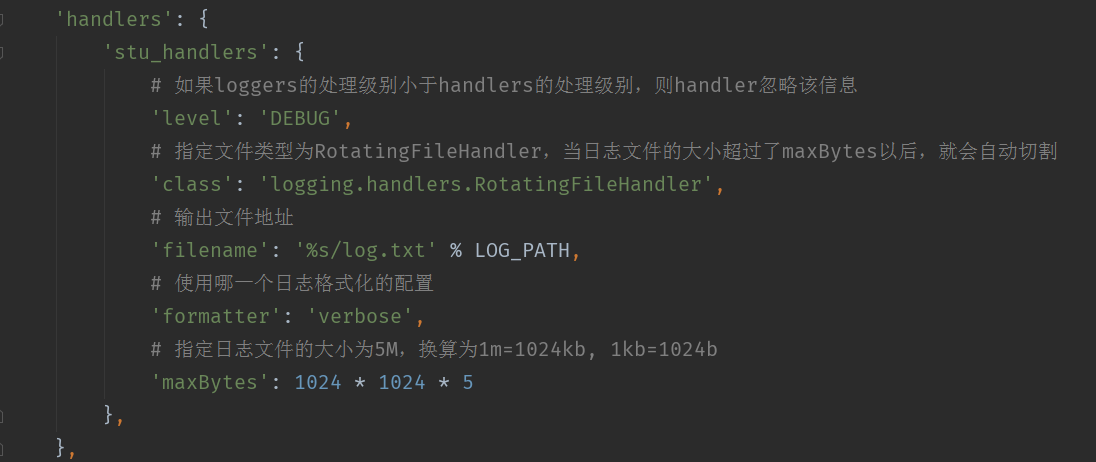 'handlers': {
'stu_handlers': {
# 如果loggers的处理级别小于handlers的处理级别，则handler忽略该信息
'level': 'DEBUG',
# 指定文件类型为RotatingFileHandler，当日志文件的大小超过了maxBytes以后，就会自动切割
'class': 'logging.handlers.RotatingFileHandler',
# 输出文件地址
'filename': '%s/log.txt' % LOG_PATH,
# 使用哪一个日志格式化的配置
'formatter': 'verbose',
# 指定日志文件的大小为5M，换算为1m=1024kb, 1kb=1024b
'maxBytes': 1024 * 1024 * 5
},
},